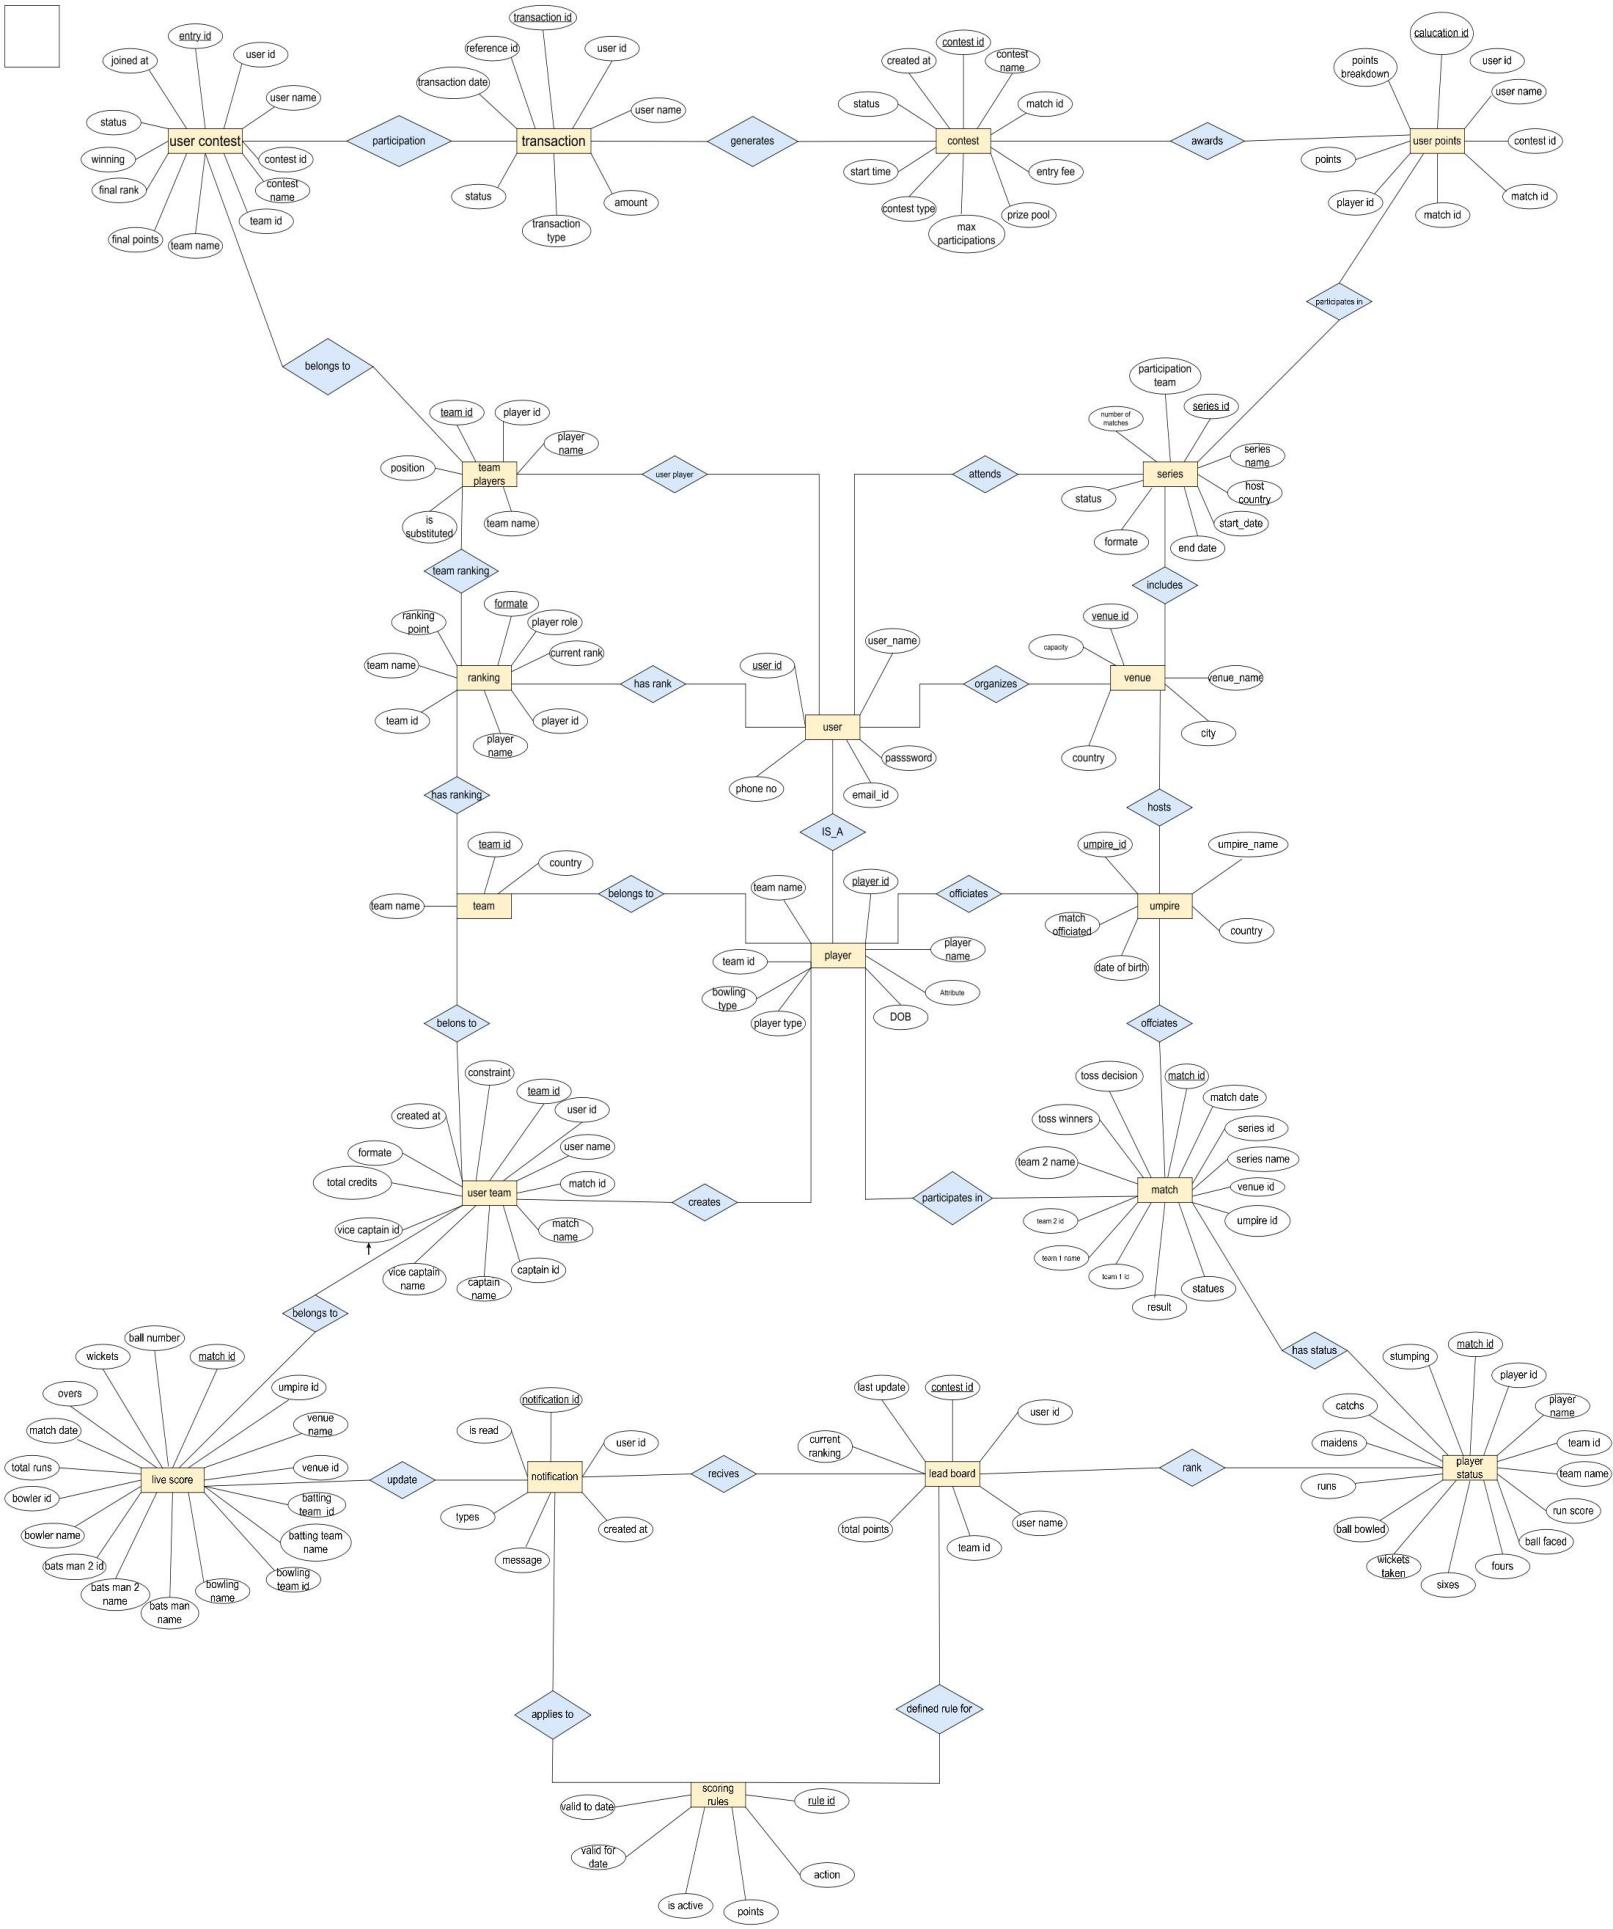 entry id
joined at
user id
user name
status
user contest
winning
contest id
final rank
contest
name
team id
final points
team name
participation
transaction id
reference id
user id
transaction date
user name
transaction
status
amount
transaction
type
generates
contest id
created at
contest
name
status
match id
contest
start time
entry fee
contest type
prize pool
max
participations
awards
calucation id
points
breakdown
user id
user name
user points
contest id
points
player id
match id
match id
participates in
belongs to
team id
player id
player
name
position
team
players
is
substituted
team name
user player
attends
participation
team
number of
matches
series id
series
series
name
host
country
status
start_date
formate
end date
team ranking
includes
formate
ranking
point
player role
current rank
team name
ranking
team id
player id
player
name
has rank
user id
user_name
organizes
venue id
capacity
venue
venue_name
city
country
user
passsword
phone no
email_id
has ranking
IS_A
hosts
team id
country
team name
team
belongs to
team name
player id
officiates
umpire_id
umpire_name
umpire
match
officiated
country
date of birth
player
player
name
team id
bowling
type
Attribute
player type
DOB
belons to
offciates
constraint
team id
created at
user id
user name
formate
total credits
match id
user team
vice captain id
match
name
vice captain
name
captain
name
captain id
creates
participates in
toss decision
match id
match date
toss winners
series id
team 2 name
series name
match
venue id
team 2 id
umpire id
team 1 name
team 1 id
statues
result
belongs to
has status
ball number
wickets
match id
overs
umpire id
match date
venue
name
total runs
venue id
live score
bowler id
batting
team_id
bowler name
batting team
name
bats man 2 id
bowling
team id
bats man 2
name
bowling
name
bats man
name
update
notification id
is read
user id
notification
types
created at
message
recives
last update
contest id
user id
current
ranking
lead board
total points
user name
team id
rank
stumping
match id
player id
catchs
player
name
maidens
team id
player
status
team name
runs
run score
ball bowled
ball faced
wickets
taken
fours
sixes
applies to
defined rule for
scoring
rules
valid to date
rule id
valid for
date
action
is active
points